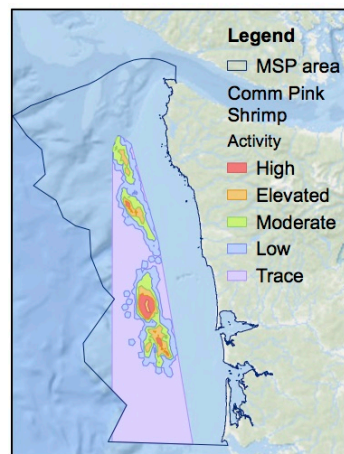 Legend
MSP area
Comm Pink
Shrimp
Activity
High
Elevated
Moderate
Low
Trace